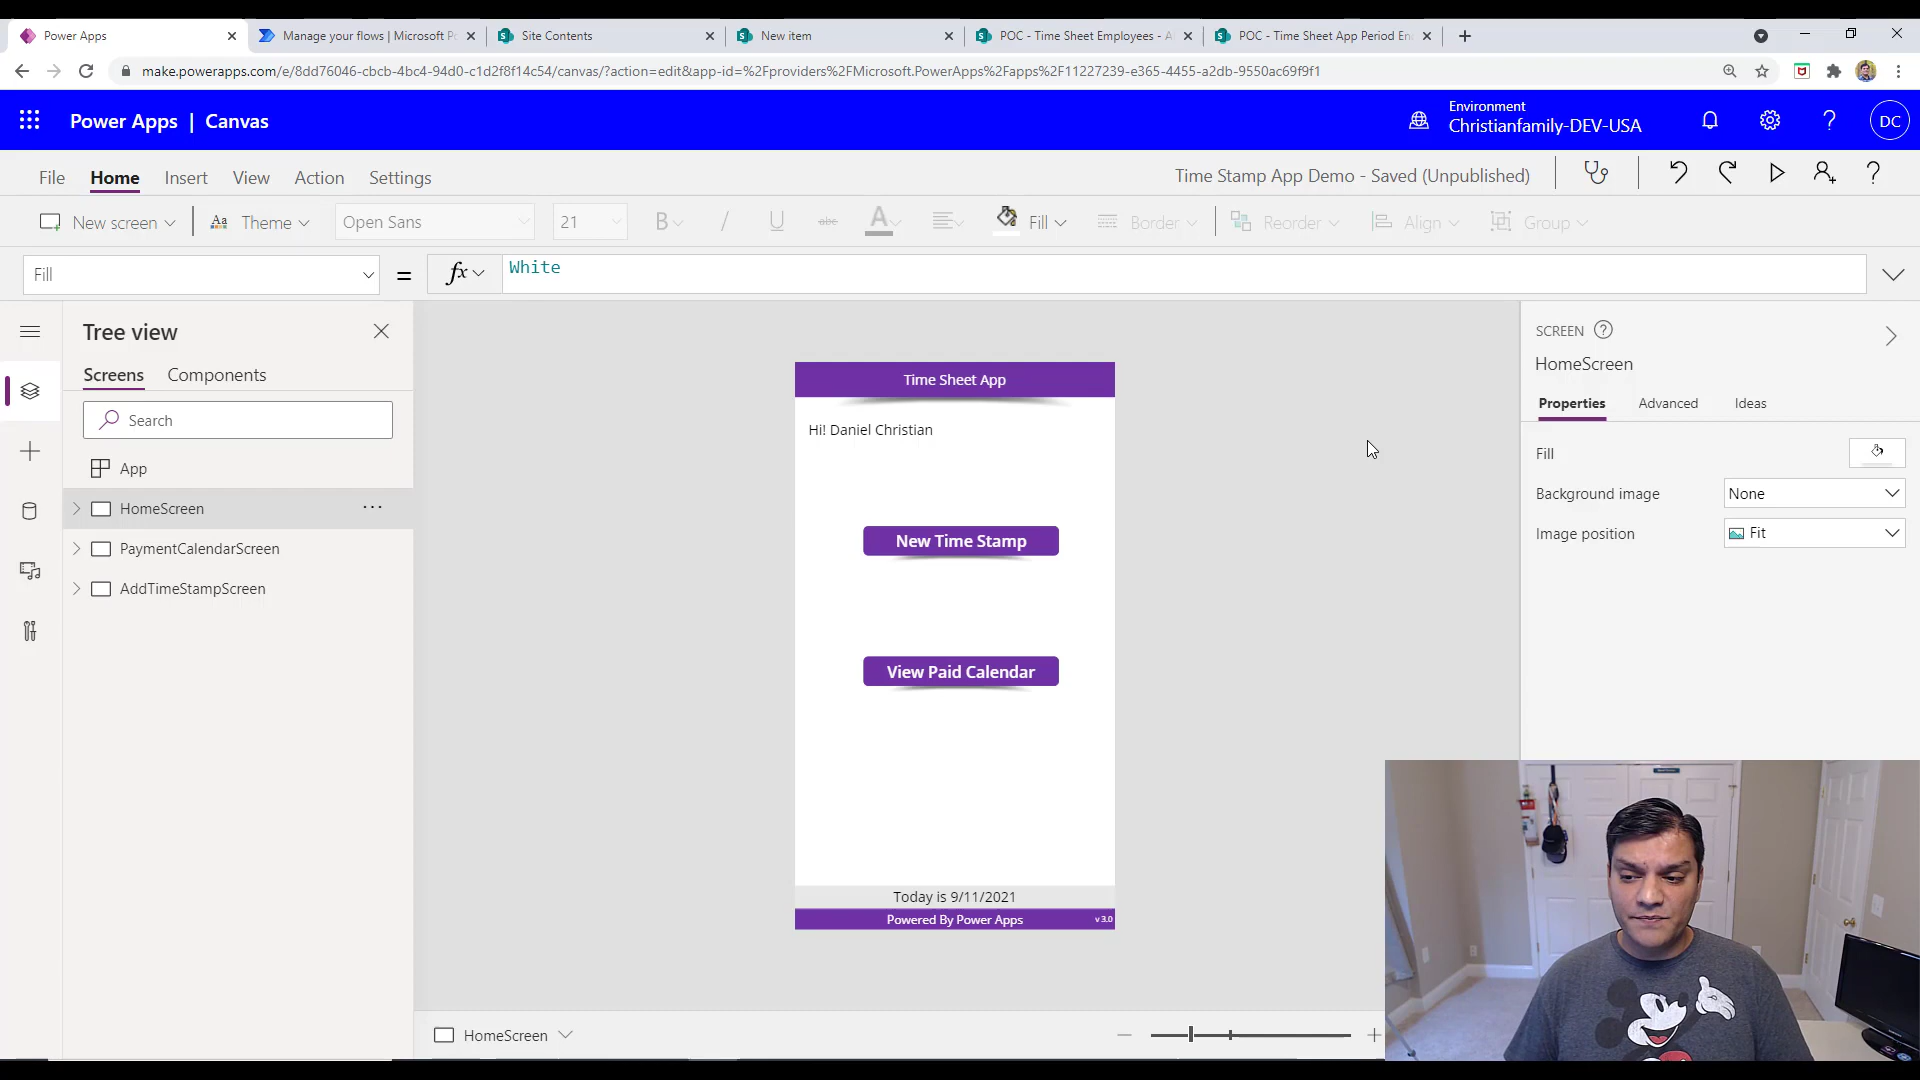 Power Apps
Manage your flows | Microsoft Po
Site Contents
New item
POC - Time Sheet Employees - A
POC - Time Sheet App Period En
make.powerapps.com/e/8dd76046-cbcb-4bc4-94d0-c1d2f8f14c54/canvas/?action=edit&app-id=%2Fproviders%2FMicrosoft.PowerApps%2Fapps%2F11227239-e365-4455-a2db-9550ac69f9f1
Power Apps | Canvas
Environment
Christianfamily-DEV-USA
DC
File Home Insert View Action Settings
Time Stamp App Demo - Saved (Unpublished)
New screen
Aa Theme
Open Sans
21
B / U abc A
Fill
Border
Reorder
Align
Group
Fill
= fx White
Tree view
Screens Components
Search
App
HomeScreen ...
PaymentCalendarScreen
AddTimeStampScreen
Time Sheet App
Hi! Daniel Christian
New Time Stamp
View Paid Calendar
Today is 9/11/2021
Powered By Power Apps v 3.0
SCREEN
HomeScreen
Properties Advanced Ideas
Fill
Background image None
Image position Fit
HomeScreen